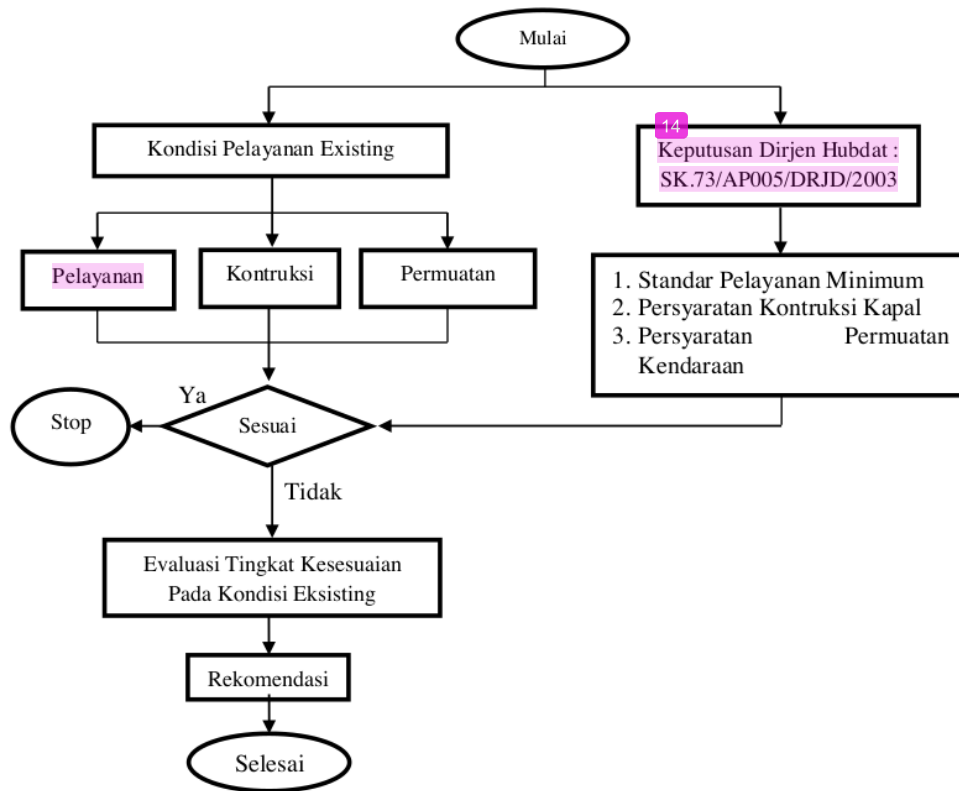 Mulai
Kondisi Pelayanan Existing
14
Keputusan Dirjen Hubdat :
SK.73/AP005/DRJD/2003
Pelayanan
Kontruksi
Permuatan
1. Standar Pelayanan Minimum
2. Persyaratan Kontruksi Kapal
3. Persyaratan Permuatan
Kendaraan
Ya
Stop
Sesuai
Tidak
Evaluasi Tingkat Kesesuaian
Pada Kondisi Eksisting
Rekomendasi
Selesai